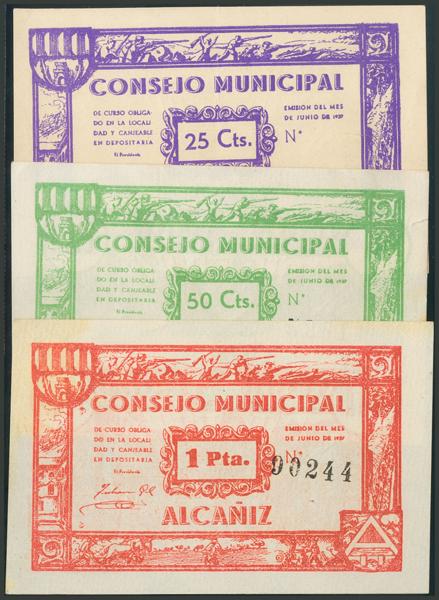 CONSEJO MUNICIPAL
DE CURSO OBLIGA-
DO EN LA LOCALI-
DAD Y CANJEABLE
EN DEPOSITARIA
El Presidente
25 Cts.
EMISION DEL MES
DE JUNIO DE 1937
N°
CONSEJO MUNICIPAL
DE CURSO OBLIGA-
DO EN LA LOCALI-
DAD Y CANJEABLE
EN DEPOSITARIA
El Presidente
50 Cts.
EMISION DEL MES
DE JUNIO DE 1937
N°
CONSEJO MUNICIPAL
DE CURSO OBLIGA-
DO EN LA LOCALI-
DAD Y CANJEABLE
EN DEPOSITARIA
El Presidente
1 Pta.
EMISION DEL MES
DE JUNIO DE 1937
N°
00244
ALCAÑIZ